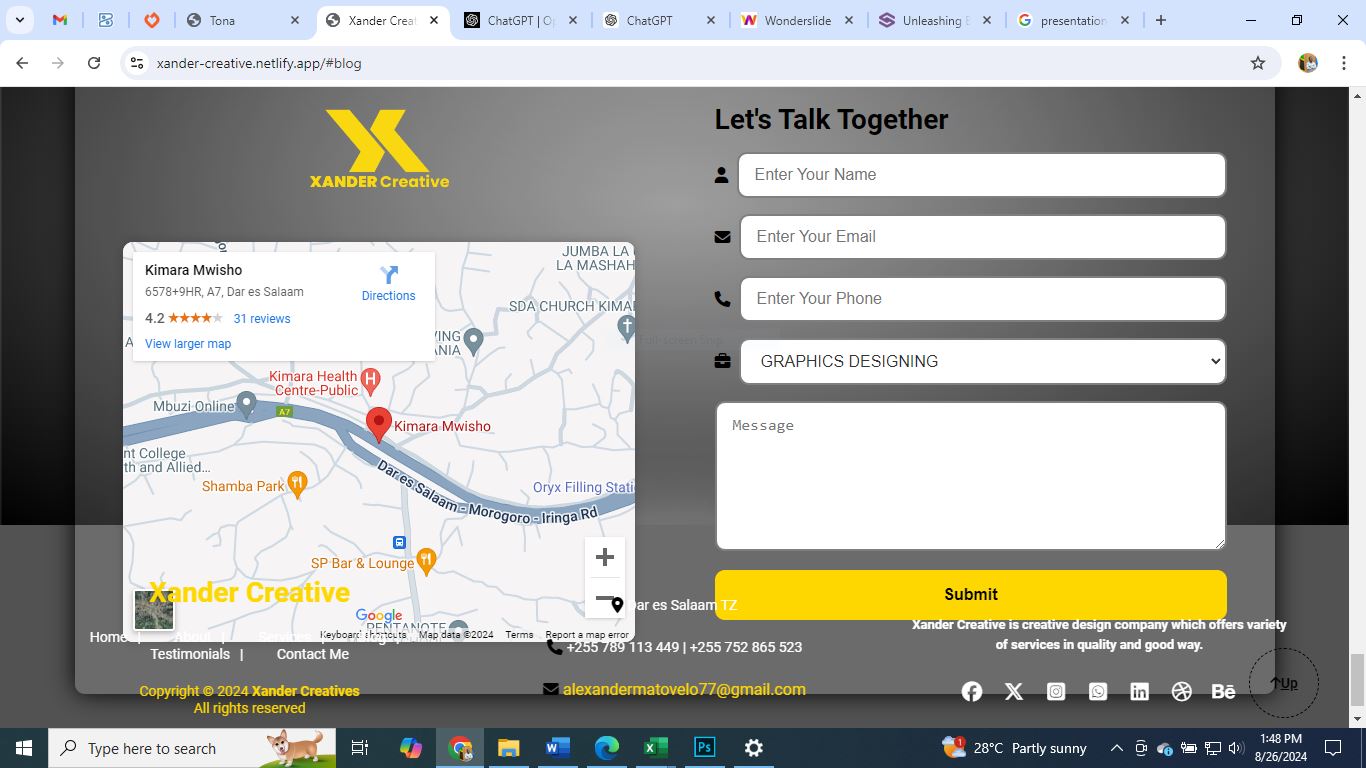 Tona
Xander Creat
ChatGPT | Op
ChatGPT
Wonderslide
Unleashing
presentation
xander-creative.netlify.app/#blog
XANDER Creative
Let's Talk Together
Enter Your Name
Enter Your Email
Enter Your Phone
GRAPHICS DESIGNING
Message
Submit
Kimara Mwisho
6578+9HR, A7, Dar es Salaam
Directions
4.2
31 reviews
View larger map
JUMBA LA
LA MASHAH
SDA CHURCH KIMA
VING
ANIA
Full-screen Snip
Kimara Health
Centre-Public
Mbuzi Online
A7
Kimara Mwisho
nt College
th and Allied...
Shamba Park
Dar es Salaam - Morogoro - Iringa Rd
Oryx Filling Stati
SP Bar & Lounge
Xander Creative
Google
PENTANOTE
Keyboard shortcuts
Map data ©2024
Terms
Report a map error
Dar es Salaam TZ
Home |
About |
Services
Testimonials |
Contact Me
+255 789 113 449 | +255 752 865 523
Xander Creative is creative design company which offers variety
of services in quality and good way.
Copyright © 2024 Xander Creatives
All rights reserved
alexandermatovelo77@gmail.com
Bē
Up
Type here to search
28°C Partly sunny
1:48 PM
8/26/2024